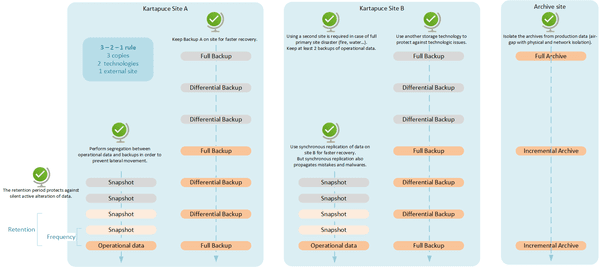 Kartapuce Site A
3 – 2 – 1 rule
3 copies
2 technologies
1 external site
Keep Backup A on site for faster recovery.
Full Backup
Differential Backup
Differential Backup
Perform segregation between
operational data and backups in order to
prevent lateral movement.
Full Backup
The retention period protects against
silent active alteration of data.
Snapshot
Differential Backup
Snapshot
Snapshot
Differential Backup
Retention
Snapshot
Frequency
Operational data
Full Backup
Kartapuce Site B
Using a second site is required in case of full
primary site disaster (fire, water...).
Keep at least 2 backups of operational data.
Use another storage technology to
protect against technologic issues.
Full Backup
Differential Backup
Differential Backup
Use synchronous replication of data on
site B for faster recovery.
But synchronous replication also
propagates mistakes and malwares.
Full Backup
Snapshot
Differential Backup
Snapshot
Snapshot
Differential Backup
Snapshot
Operational data
Full Backup
Archive site
Isolate the archives from production data (air-
gap with physical and network isolation).
Full Archive
Incremental Archive
Incremental Archive